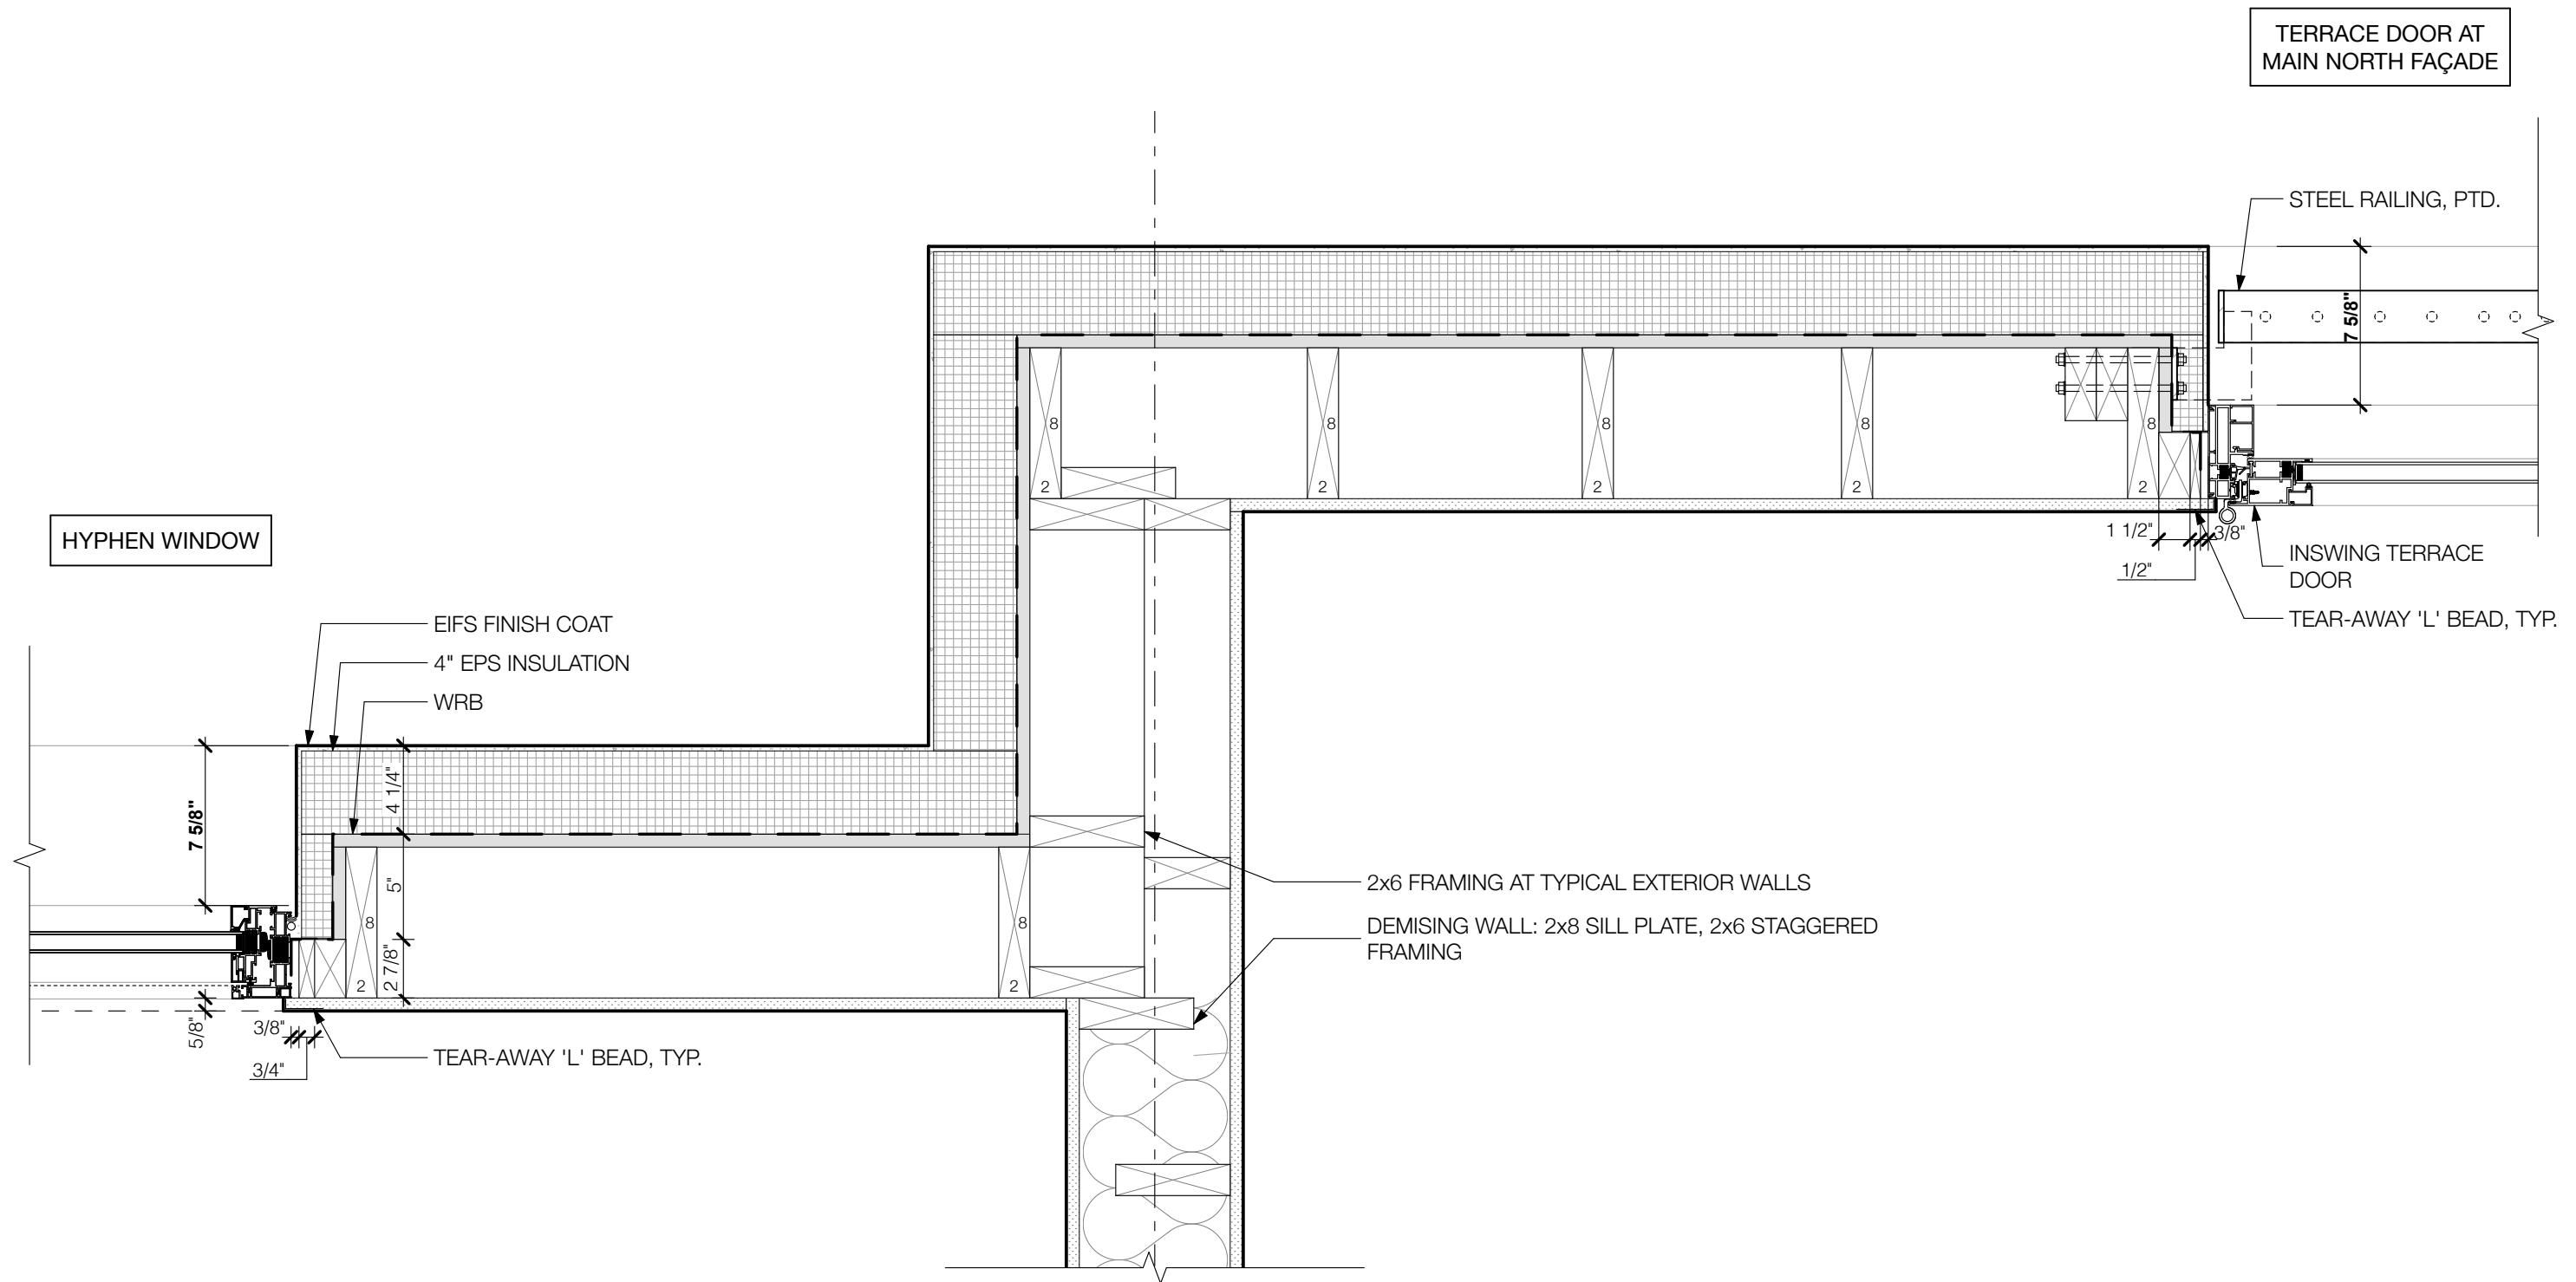 TERRACE DOOR AT
MAIN NORTH FAÇADE
STEEL RAILING, PTD.
7 5/8"
8
8
8
8
8
2
2
2
2
2
1 1/2"
3/8"
1/2"
INSWING TERRACE
DOOR
TEAR-AWAY 'L' BEAD, TYP.
HYPHEN WINDOW
EIFS FINISH COAT
4" EPS INSULATION
WRB
7 5/8"
4 1/4"
5"
2 7/8"
8
8
2
2
5/8"
3/8"
3/4"
TEAR-AWAY 'L' BEAD, TYP.
2x6 FRAMING AT TYPICAL EXTERIOR WALLS
DEMISING WALL: 2x8 SILL PLATE, 2x6 STAGGERED
FRAMING